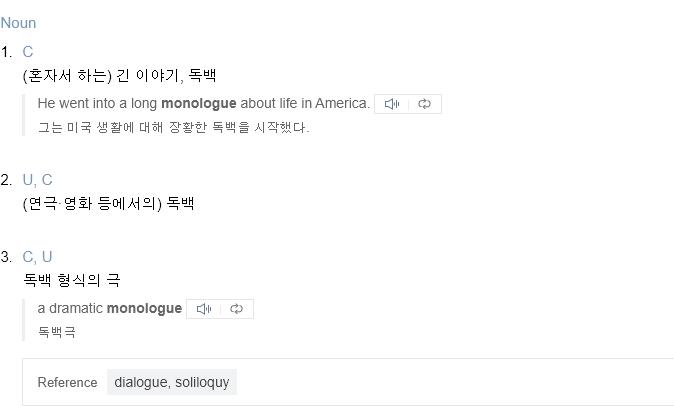 Noun
1. C
(혼자서 하는) 긴 이야기, 독백
He went into a long monologue about life in America.
그는 미국 생활에 대해 장황한 독백을 시작했다.
2. U, C
(연극·영화 등에서의) 독백
3. C, U
독백 형식의 극
a dramatic monologue
독백극
Reference dialogue, soliloquy